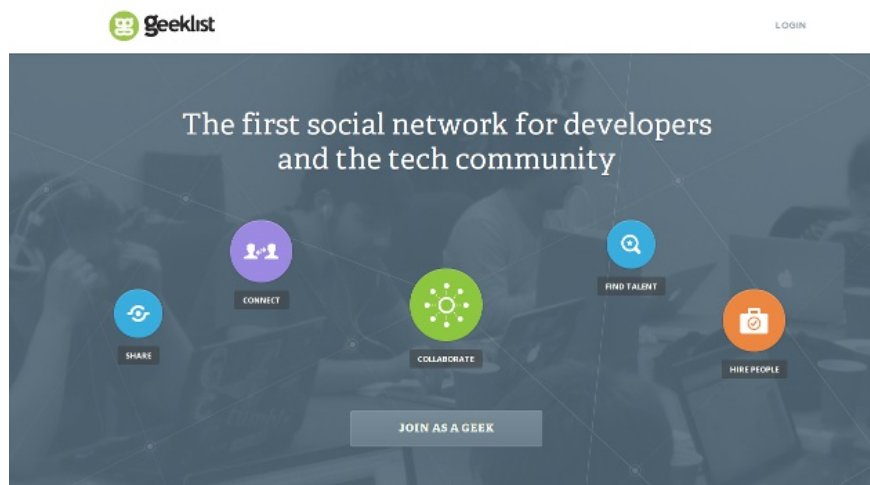 geeklist
LOGIN
The first social network for developers
and the tech community
CONNECT
FIND TALENT
SHARE
COLLABORATE
HIRE PEOPLE
JOIN AS A GEEK